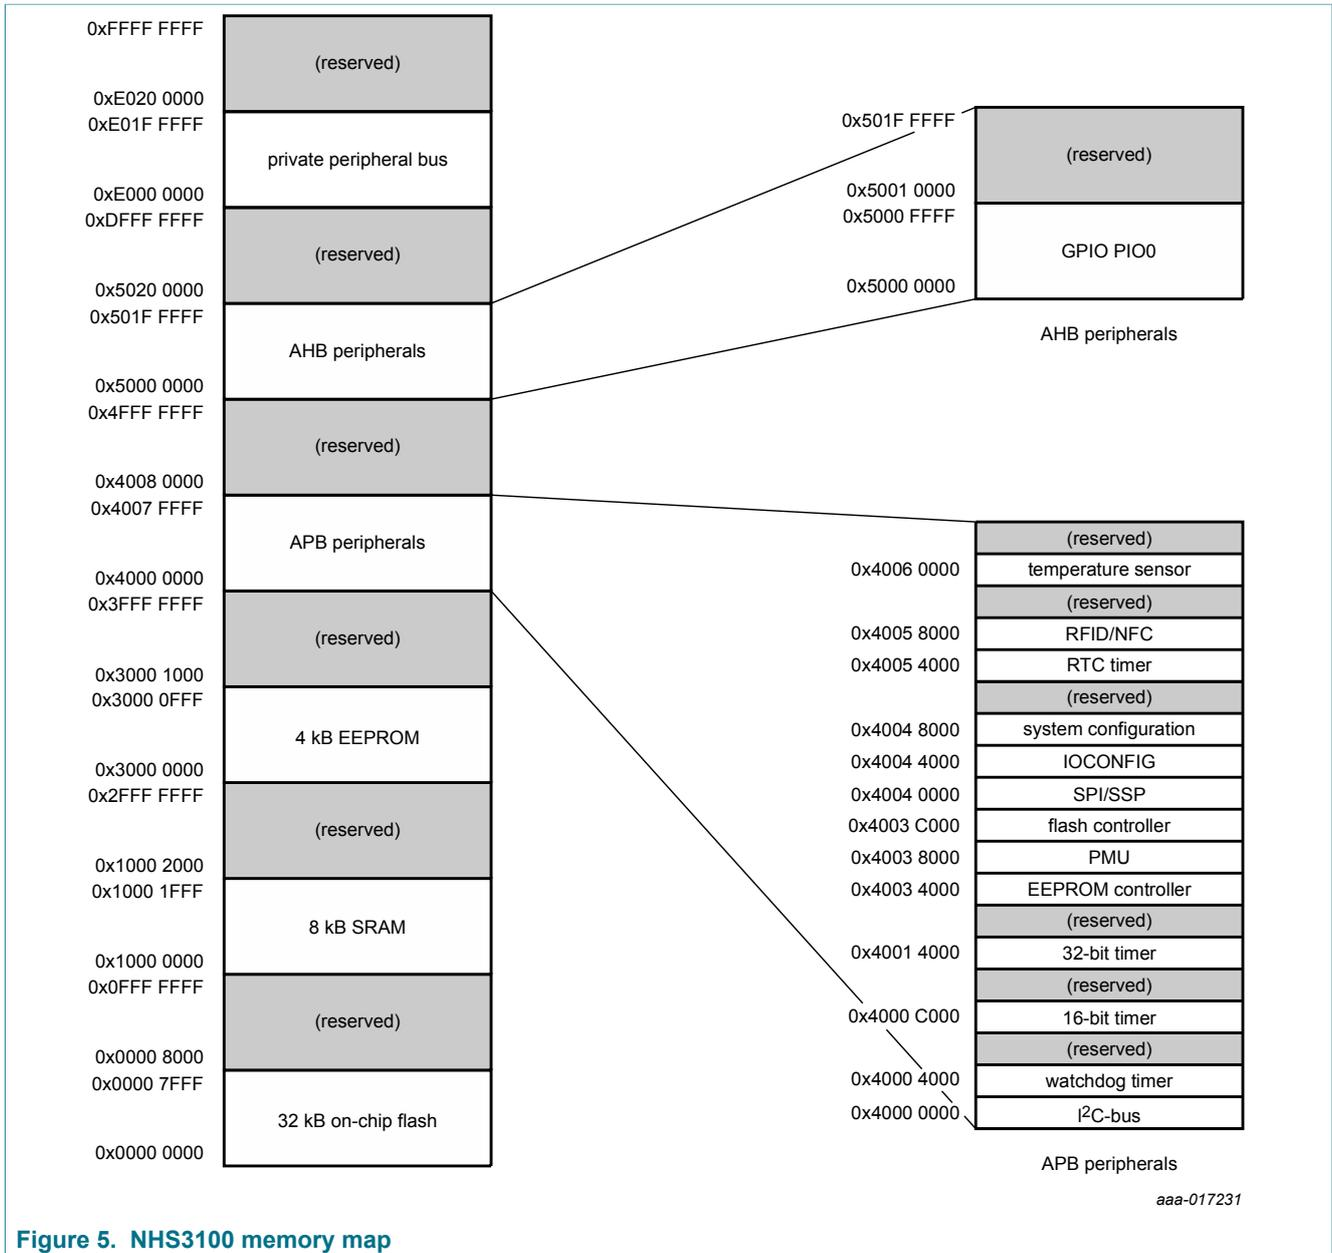 0xFFFF FFFF
(reserved)
0xE020 0000
0xE01F FFFF
private peripheral bus
0xE000 0000
0xDFFF FFFF
(reserved)
0x5020 0000
0x501F FFFF
AHB peripherals
0x5000 0000
0x4FFF FFFF
(reserved)
0x4008 0000
0x4007 FFFF
APB peripherals
0x4000 0000
0x3FFF FFFF
(reserved)
0x3000 1000
0x3000 0FFF
4 kB EEPROM
0x3000 0000
0x2FFF FFFF
(reserved)
0x1000 2000
0x1000 1FFF
8 kB SRAM
0x1000 0000
0x0FFF FFFF
(reserved)
0x0000 8000
0x0000 7FFF
32 kB on-chip flash
0x0000 0000
0x501F FFFF
(reserved)
0x5001 0000
0x5000 FFFF
GPIO PIO0
0x5000 0000
AHB peripherals
(reserved)
0x4006 0000 temperature sensor
(reserved)
0x4005 8000 RFID/NFC
0x4005 4000 RTC timer
(reserved)
0x4004 8000 system configuration
0x4004 4000 IOCONFIG
0x4004 0000 SPI/SSP
0x4003 C000 flash controller
0x4003 8000 PMU
0x4003 4000 EEPROM controller
(reserved)
0x4001 4000 32-bit timer
(reserved)
0x4000 C000 16-bit timer
(reserved)
0x4000 4000 watchdog timer
0x4000 0000 I2C-bus
APB peripherals
aaa-017231
Figure 5. NHS3100 memory map